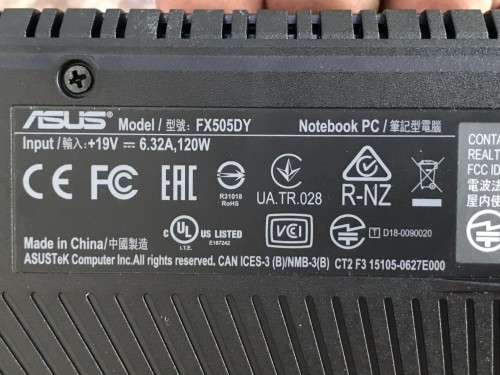 ASUS Model / 型號: FX505DY Notebook PC / 筆記型電腦
Input / 輸入: +19V ⎓ 6.32A,120W
CE FC EAC R31018 RoHS UA.TR.028 R-NZ
c UL US LISTED I.T.E. E167242 VCI T D18-0090020
Made in China/中國製造
ASUSTeK Computer Inc.All rights reserved. CAN ICES-3 (B)/NMB-3(B) CT2 F3 15105-0627E000
CONTA
REALT
FCC ID
電波法
屋内使